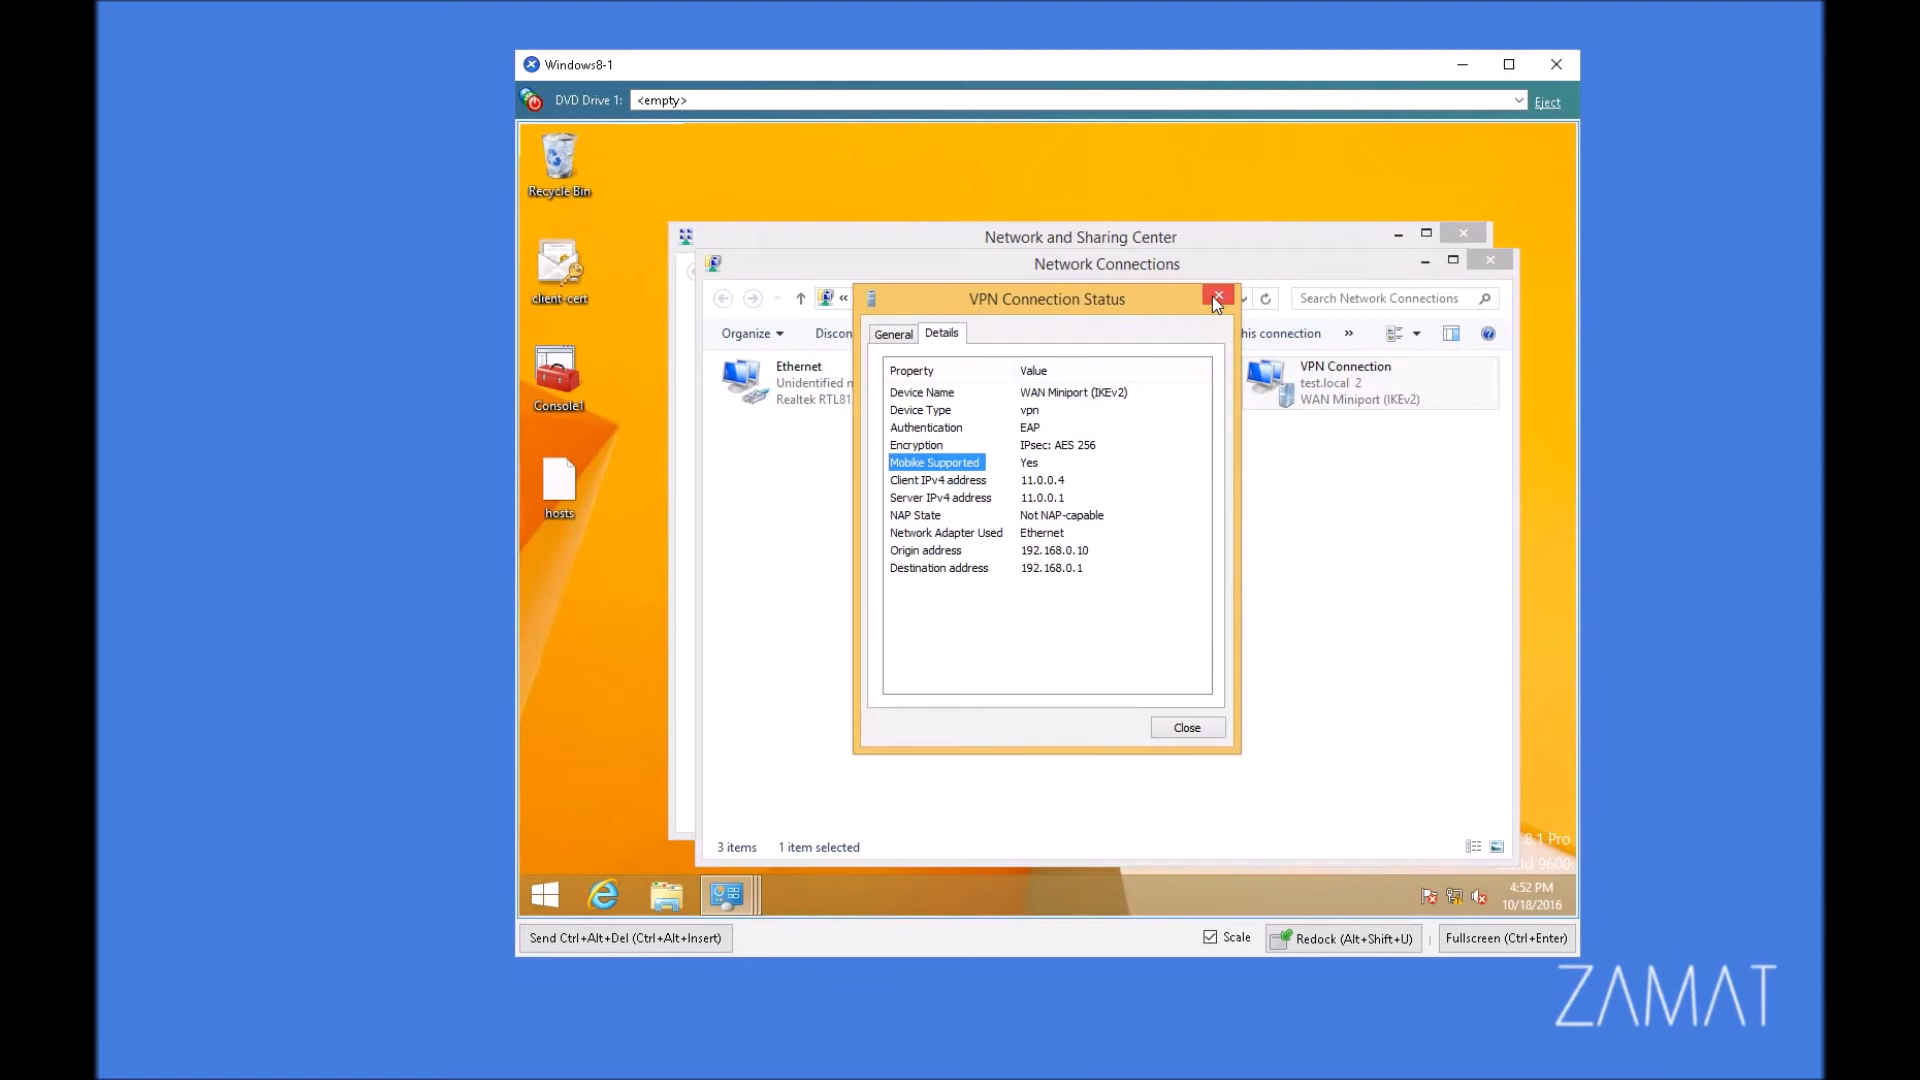 Windows8-1
DVD Drive 1: <empty> Eject
Recycle Bin
client-cert
Console1
hosts
Network and Sharing Center
Network Connections
Search Network Connections
VPN Connection Status
Organize Discon
his connection »
General Details
Ethernet
Unidentified n
Realtek RTL81
VPN Connection
test.local 2
WAN Miniport (IKEv2)
Property Value
Device Name WAN Miniport (IKEv2)
Device Type vpn
Authentication EAP
Encryption IPsec: AES 256
Mobike Supported Yes
Client IPv4 address 11.0.0.4
Server IPv4 address 11.0.0.1
NAP State Not NAP-capable
Network Adapter Used Ethernet
Origin address 192.168.0.10
Destination address 192.168.0.1
Close
3 items 1 item selected
8.1 Pro
9600
4:52 PM
10/18/2016
Send Ctrl+Alt+Del (Ctrl+Alt+Insert) Scale Redock (Alt+Shift+U) Fullscreen (Ctrl+Enter)
ZAMAT